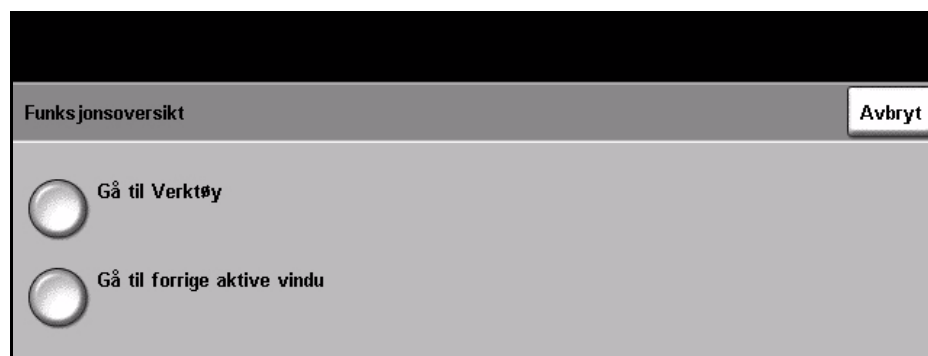 Funksjonsoversikt
Avbryt
Gå til Verktøy
Gå til forrige aktive vindu